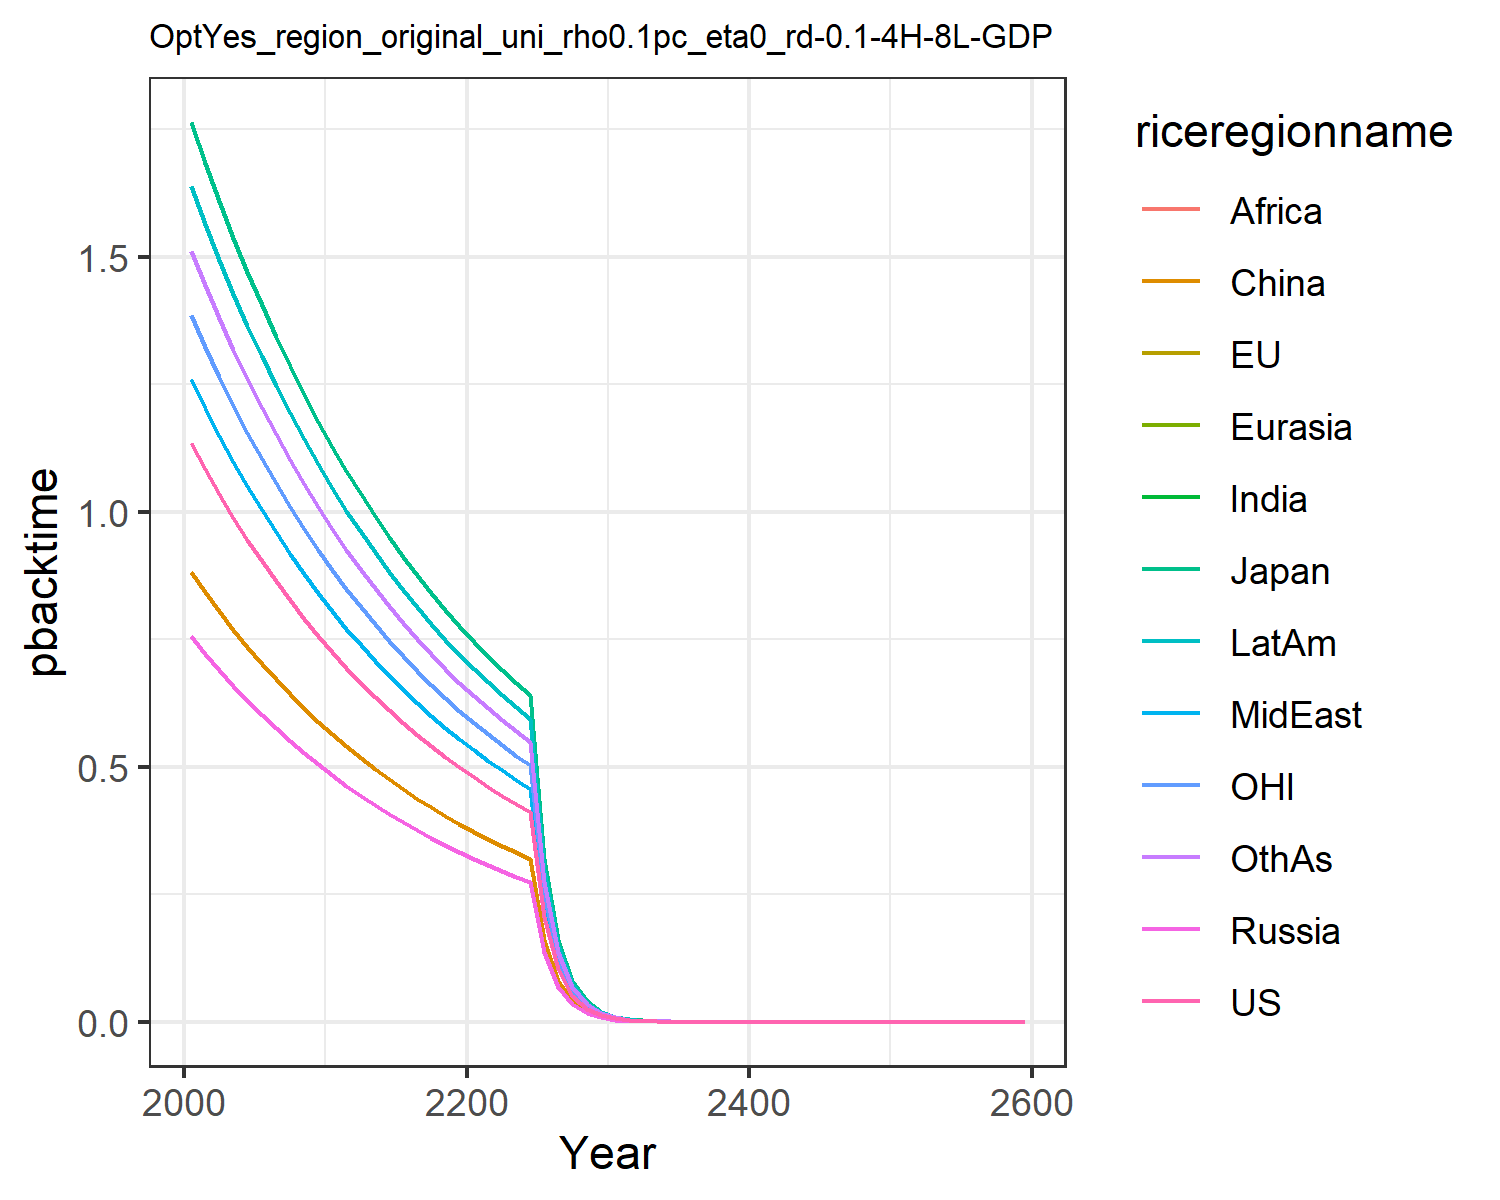 OptYes_region_original_uni_rho0.1pc_eta0_rd-0.1-4H-8L-GDP
pbacktime
1.5
1.0
0.5
0.0
2000
2200
2400
2600
Year
riceregionname
Africa
China
EU
Eurasia
India
Japan
LatAm
MidEast
OHI
OthAs
Russia
US